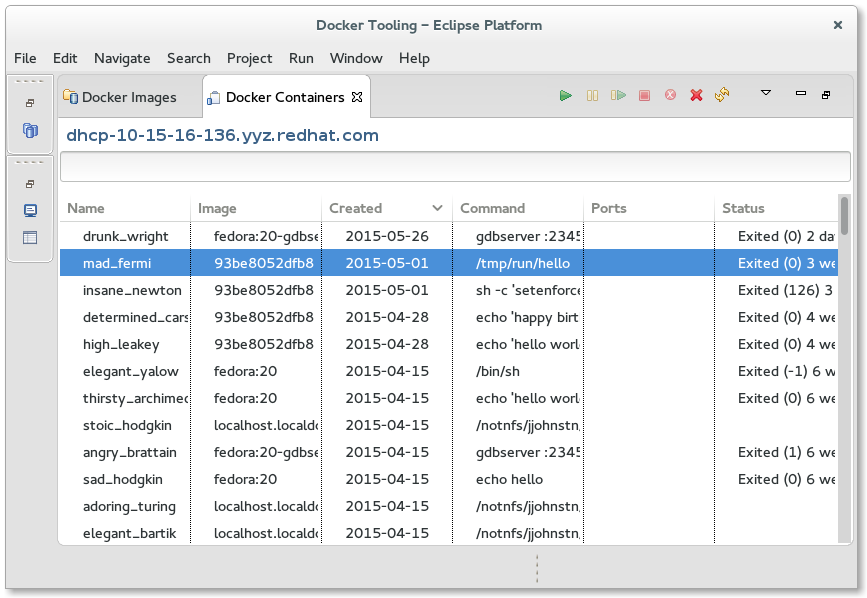 Docker Tooling – Eclipse Platform
File Edit Navigate Search Project Run Window Help
Docker Images Docker Containers
dhcp-10-15-16-136.yyz.redhat.com
Name Image Created Command Ports Status
drunk_wright fedora:20-gdbse 2015-05-26 gdbserver :2345 Exited (0) 2 da
mad_fermi 93be8052dfb8 2015-05-01 /tmp/run/hello Exited (0) 3 we
insane_newton 93be8052dfb8 2015-05-01 sh -c 'setenforce Exited (126) 3
determined_cars 93be8052dfb8 2015-04-28 echo 'happy birt Exited (0) 4 we
high_leakey 93be8052dfb8 2015-04-28 echo 'hello worl Exited (0) 4 we
elegant_yalow fedora:20 2015-04-15 /bin/sh Exited (-1) 6 w
thirsty_archimed fedora:20 2015-04-15 echo 'hello worl Exited (0) 6 we
stoic_hodgkin localhost.localdo 2015-04-15 /notnfs/jjohnstn,
angry_brattain fedora:20-gdbse 2015-04-15 gdbserver :2345 Exited (1) 6 we
sad_hodgkin fedora:20 2015-04-15 echo hello Exited (0) 6 we
adoring_turing localhost.localdo 2015-04-15 /notnfs/jjohnstn,
elegant_bartik localhost.localdo 2015-04-15 /notnfs/jjohnstn,